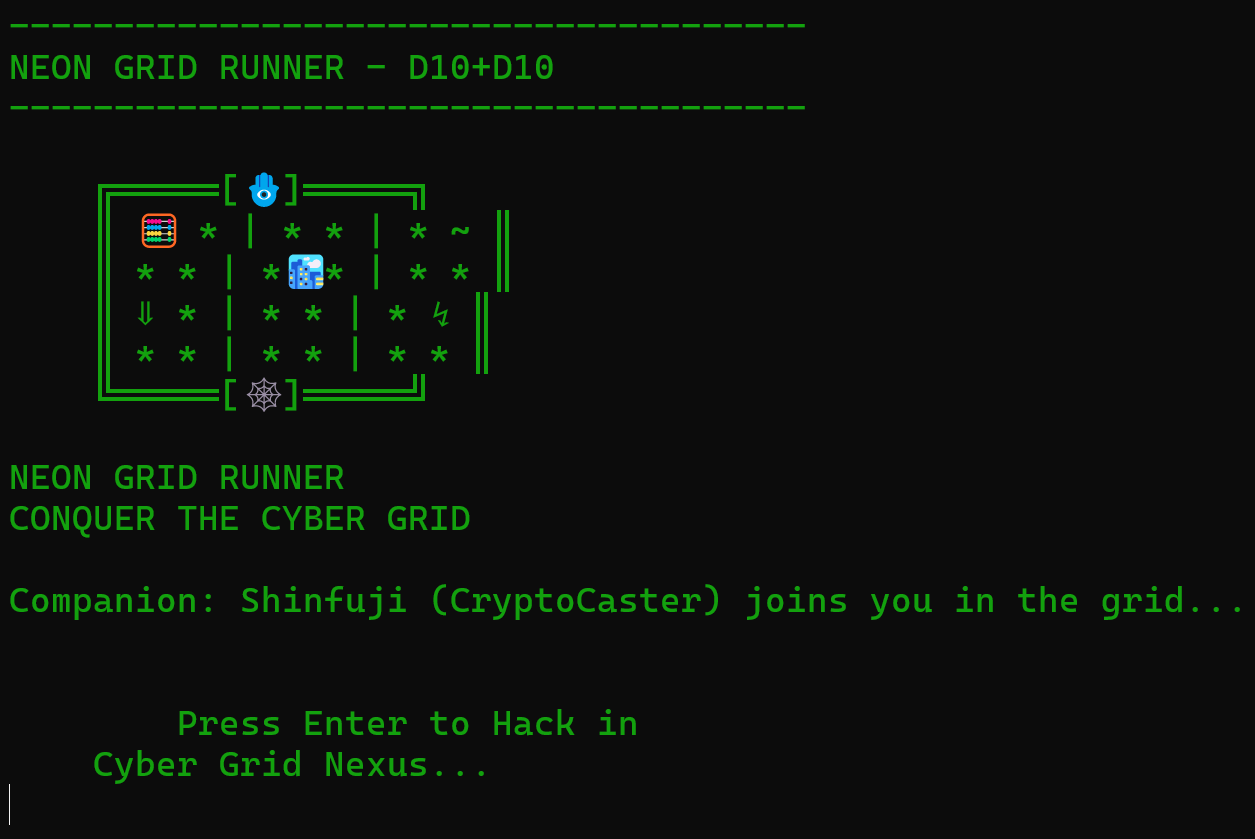 --------------------------------------
NEON GRID RUNNER - D10+D10
--------------------------------------
╔═════[🪬]═════╗
🧮 * | * * | * ~ ║
║ * * | *🏙️* | * * ║
║ ⇓ * | * * | * ↯ ║
║ * * | * * | * * ║
╚═════[🕸️]═════╝
NEON GRID RUNNER
CONQUER THE CYBER GRID
Companion: Shinfuji (CryptoCaster) joins you in the grid...
Press Enter to Hack in
Cyber Grid Nexus...